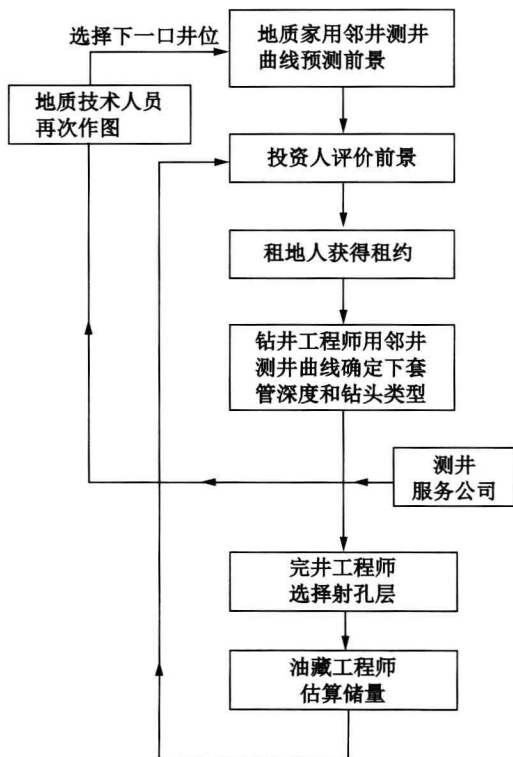 选择下一口井位
地质家用邻井测井
曲线预测前景
地质技术人员
再次作图
投资人评价前景
租地人获得租约
钻井工程师用邻井
测井曲线确定下套
管深度和钻头类型
测井
服务公司
完井工程师
选择射孔层
油藏工程师
估算储量